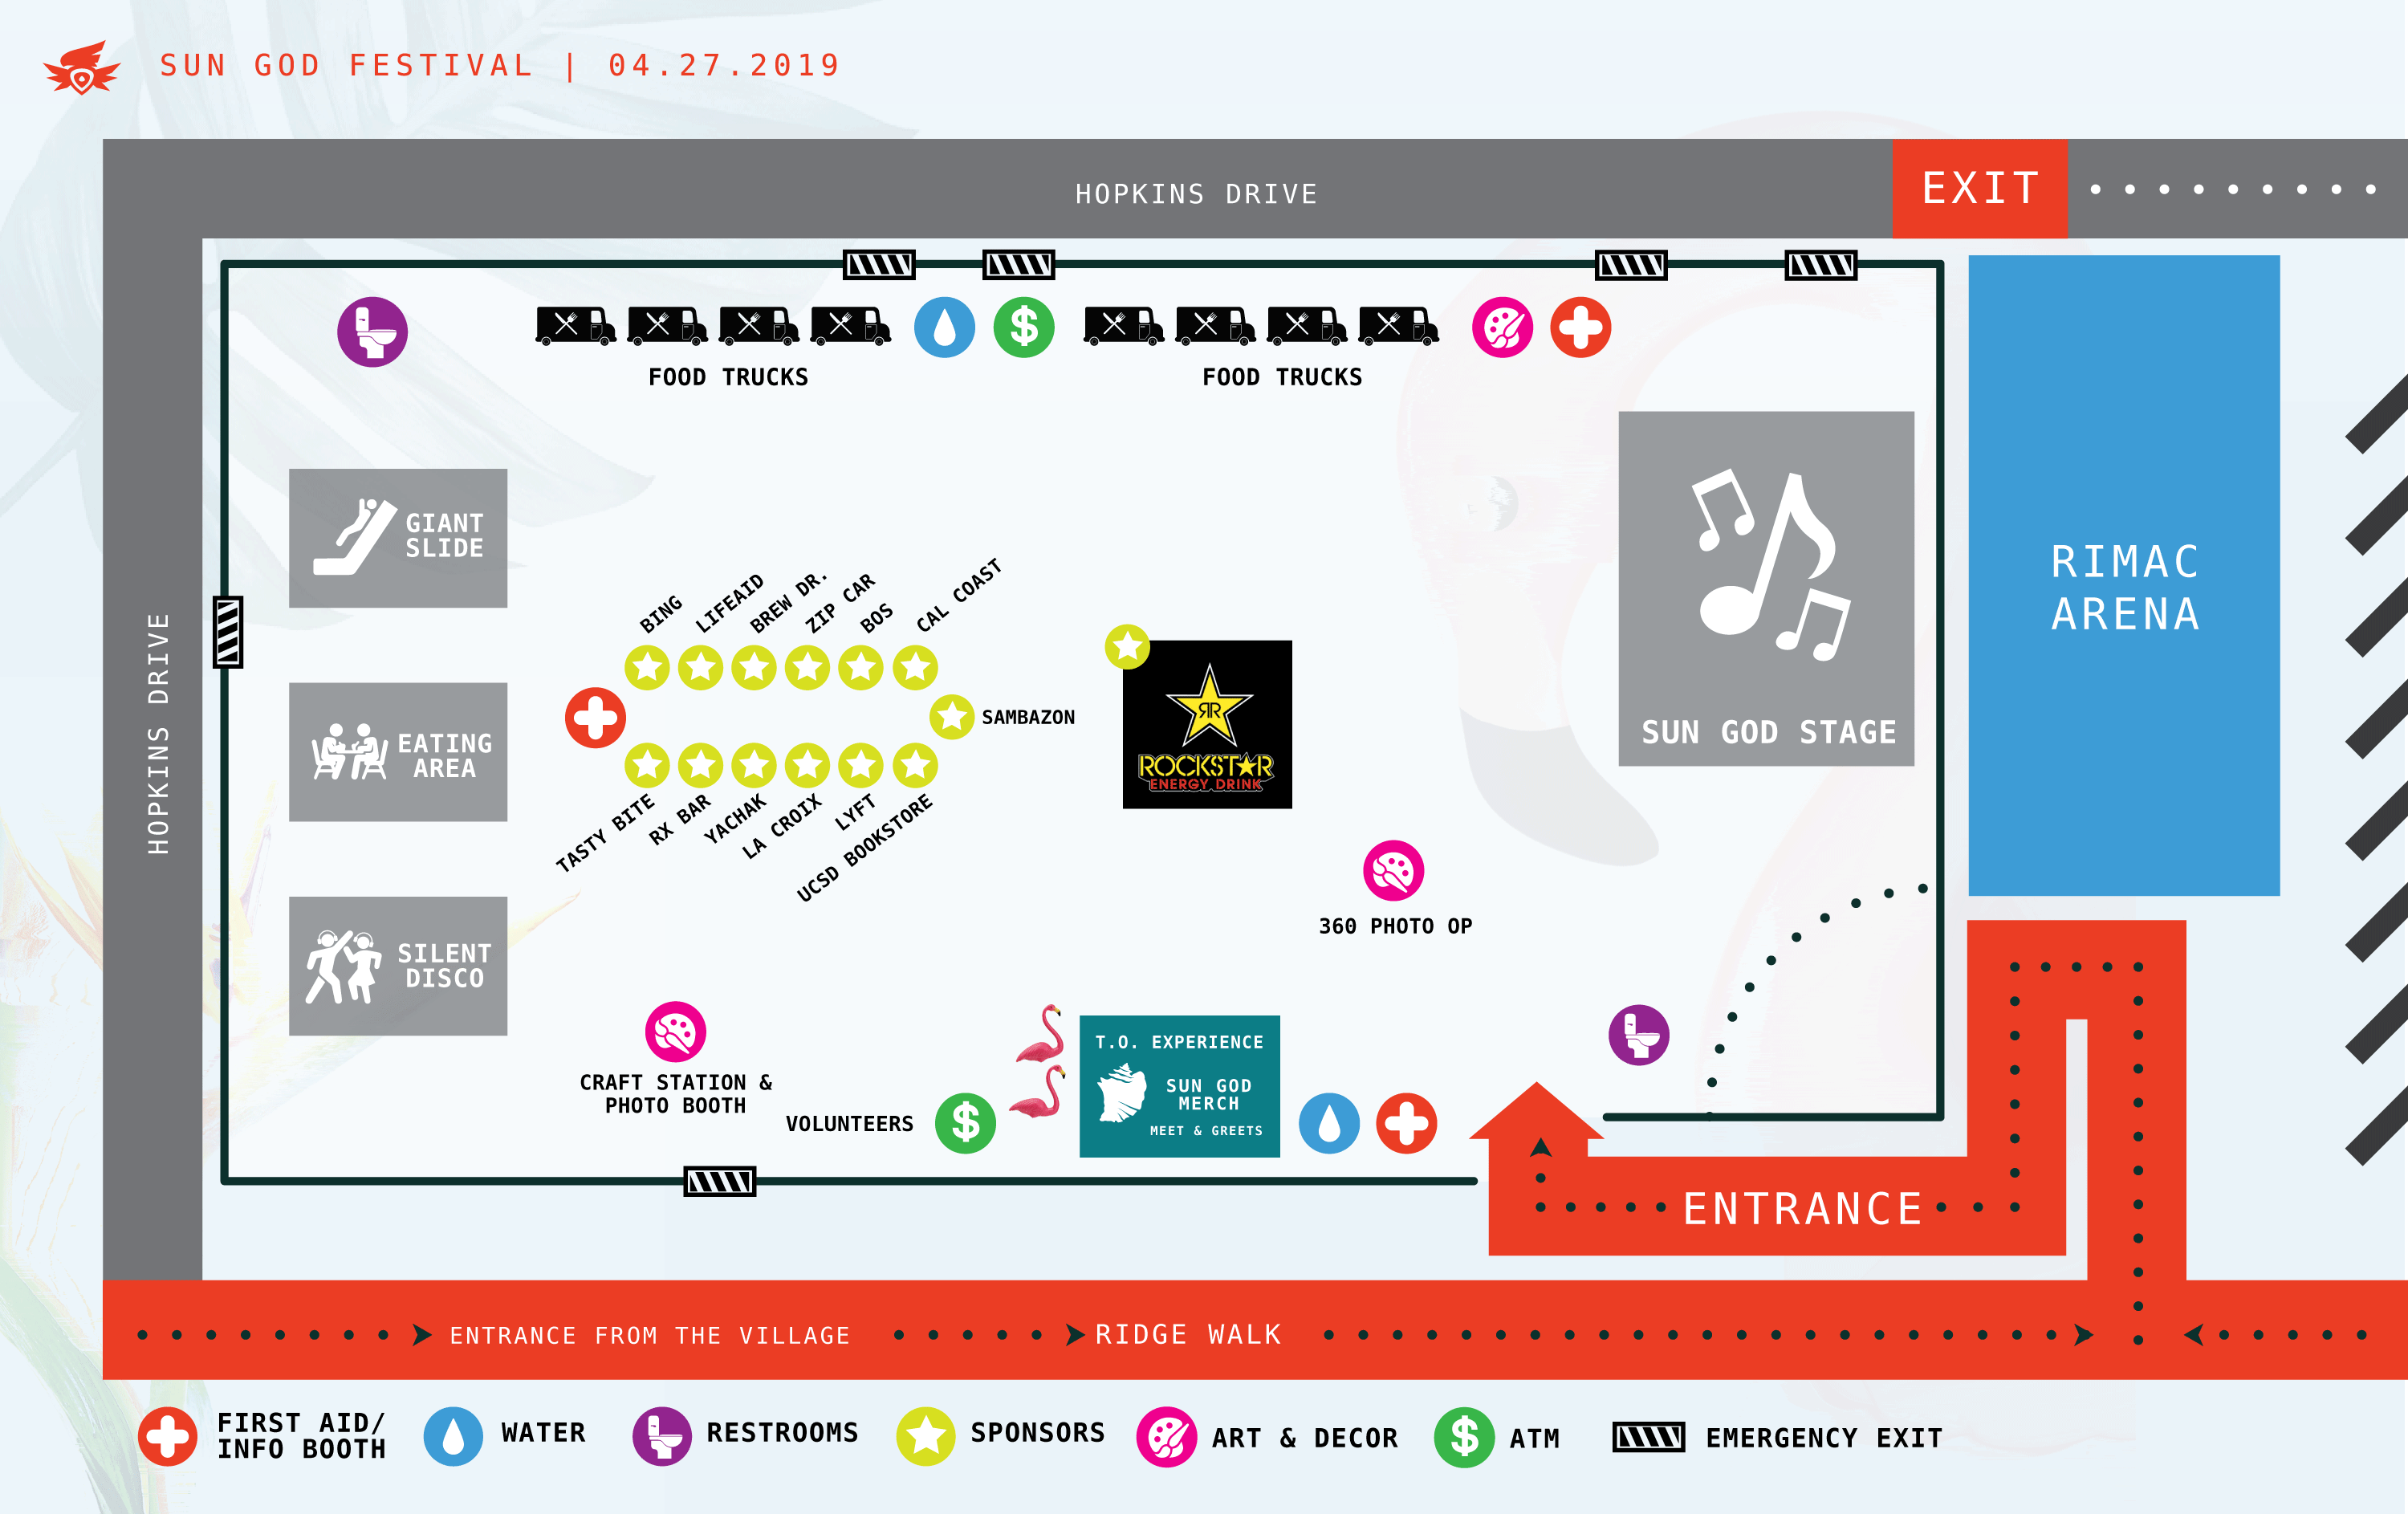 SUN GOD FESTIVAL | 04.27.2019
HOPKINS DRIVE
EXIT
$
FOOD TRUCKS
FOOD TRUCKS
HOPKINS DRIVE
GIANT
SLIDE
EATING
AREA
SILENT
DISCO
BING
LIFEAID
BREW DR.
ZIP CAR
BOS
CAL COAST
SAMBAZON
TASTY BITE
RX BAR
YACHAK
LA CROIX
LYFT
UCSD BOOKSTORE
RR
ROCKSTAR
ENERGY DRINK
SUN GOD STAGE
RIMAC
ARENA
360 PHOTO OP
CRAFT STATION &
PHOTO BOOTH
VOLUNTEERS
$
T.O. EXPERIENCE
SUN GOD
MERCH
MEET & GREETS
ENTRANCE
ENTRANCE FROM THE VILLAGE
RIDGE WALK
FIRST AID/
INFO BOOTH
WATER
RESTROOMS
SPONSORS
ART & DECOR
$
ATM
EMERGENCY EXIT